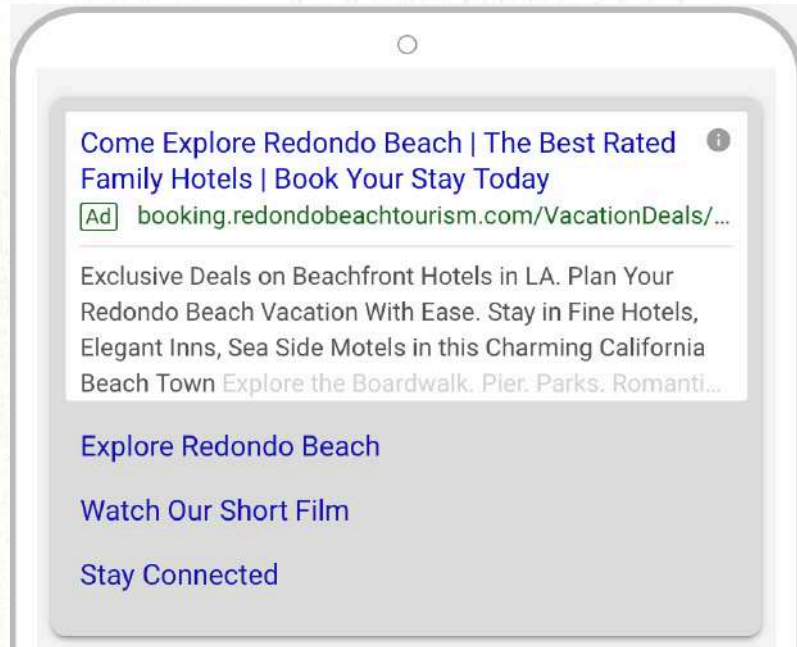 Come Explore Redondo Beach | The Best Rated
Family Hotels | Book Your Stay Today
Ad booking.redondobeachtourism.com/VacationDeals/...
Exclusive Deals on Beachfront Hotels in LA. Plan Your
Redondo Beach Vacation With Ease. Stay in Fine Hotels,
Elegant Inns, Sea Side Motels in this Charming California
Beach Town Explore the Boardwalk. Pier. Parks. Romanti...
Explore Redondo Beach
Watch Our Short Film
Stay Connected